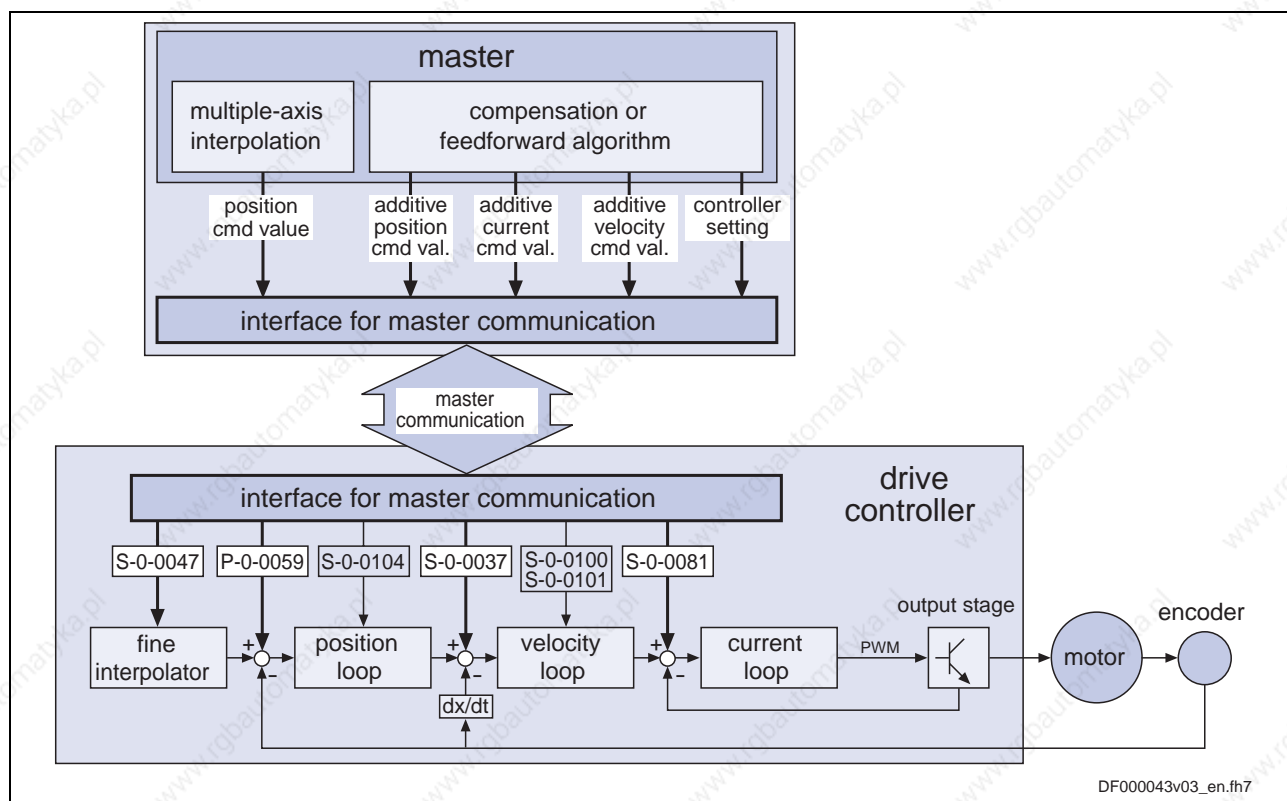 master
multiple-axis
interpolation
compensation or
feedforward algorithm
position
cmd value
additive
position
cmd val.
additive
current
cmd val.
additive
velocity
cmd val.
controller
setting
interface for master communication
master
communication
drive
controller
interface for master communication
S-0-0047
P-0-0059
S-0-0104
S-0-0037
S-0-0100
S-0-0101
S-0-0081
output stage
encoder
fine
interpolator
+
-
position
loop
+
-
velocity
loop
+
-
current
loop
PWM
motor
dx/dt
DF000043v03_en.fh7
www.rgbautomatyka.pl